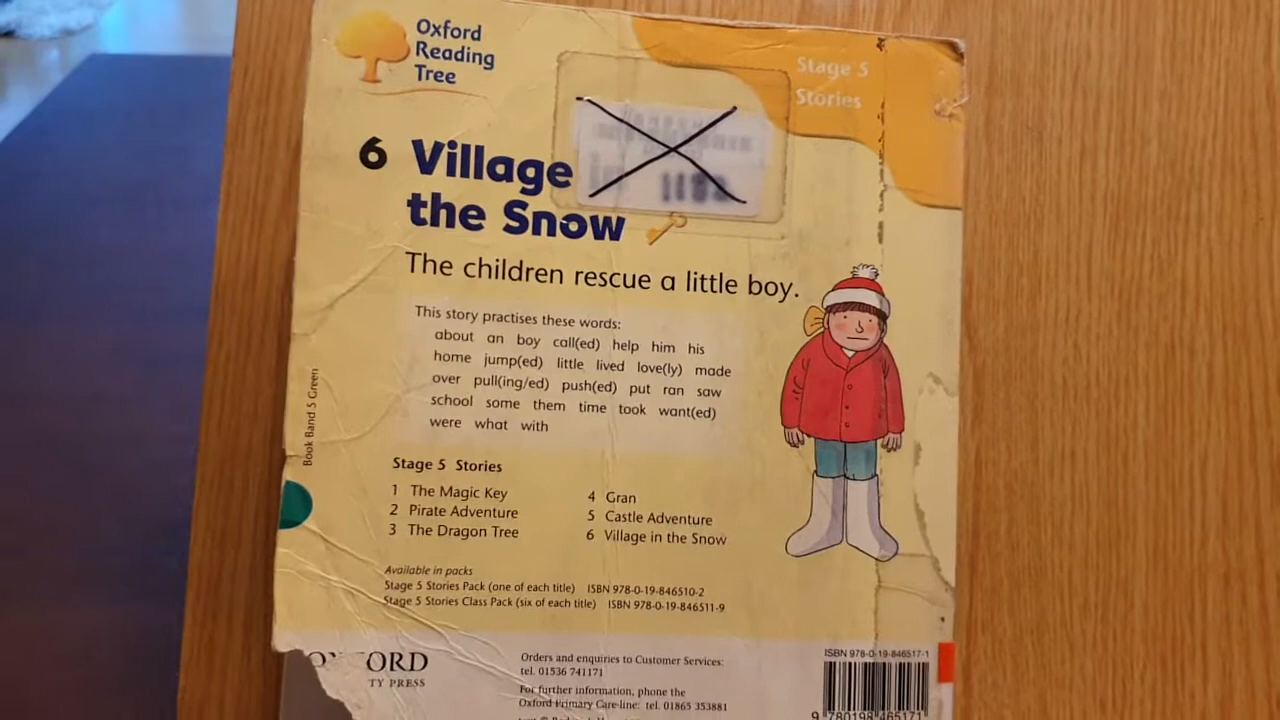 Oxford
Reading
Tree
Stage 5
Stories
6 Village
the Snow
The children rescue a little boy.
This story practises these words:
about an boy call(ed) help him his
home jump(ed) little lived love(ly) made
over pull(ing/ed) push(ed) put ran saw
school some them time took want(ed)
were what with
Book Band 5 Green
Stage 5 Stories
1 The Magic Key
2 Pirate Adventure
3 The Dragon Tree
4 Gran
5 Castle Adventure
6 Village in the Snow
Available in packs
Stage 5 Stories Pack (one of each title) ISBN 978-0-19-846510-2
Stage 5 Stories Class Pack (six of each title) ISBN 978-0-19-846511-9
OXFORD
TY PRESS
Orders and enquiries to Customer Services:
tel. 01536 741171
For further information, phone the
Oxford Primary Care-line: tel. 01865 353881
ISBN 978-0-19-846517-1
9 780198 465171